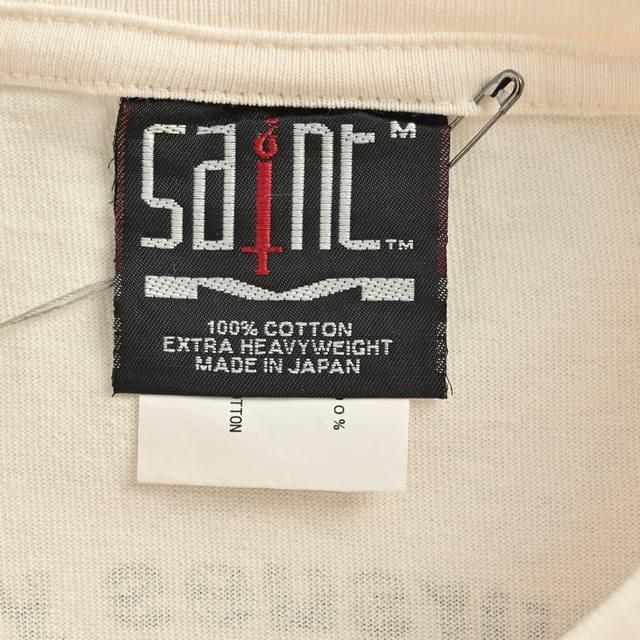 saint M
TM
100% COTTON
EXTRA HEAVYWEIGHT
MADE IN JAPAN